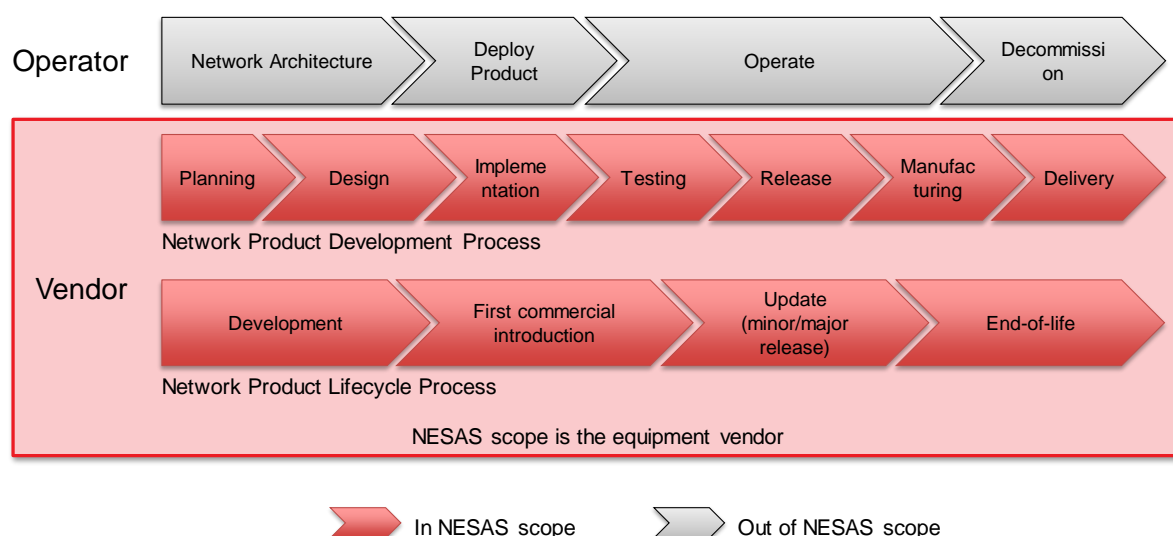 Operator
Network Architecture
Deploy
Product
Operate
Decommissi
on
Vendor
Planning
Design
Impleme
ntation
Testing
Release
Manufac
turing
Delivery
Network Product Development Process
Development
First commercial
introduction
Update
(minor/major
release)
End-of-life
Network Product Lifecycle Process
NESAS scope is the equipment vendor
In NESAS scope
Out of NESAS scope